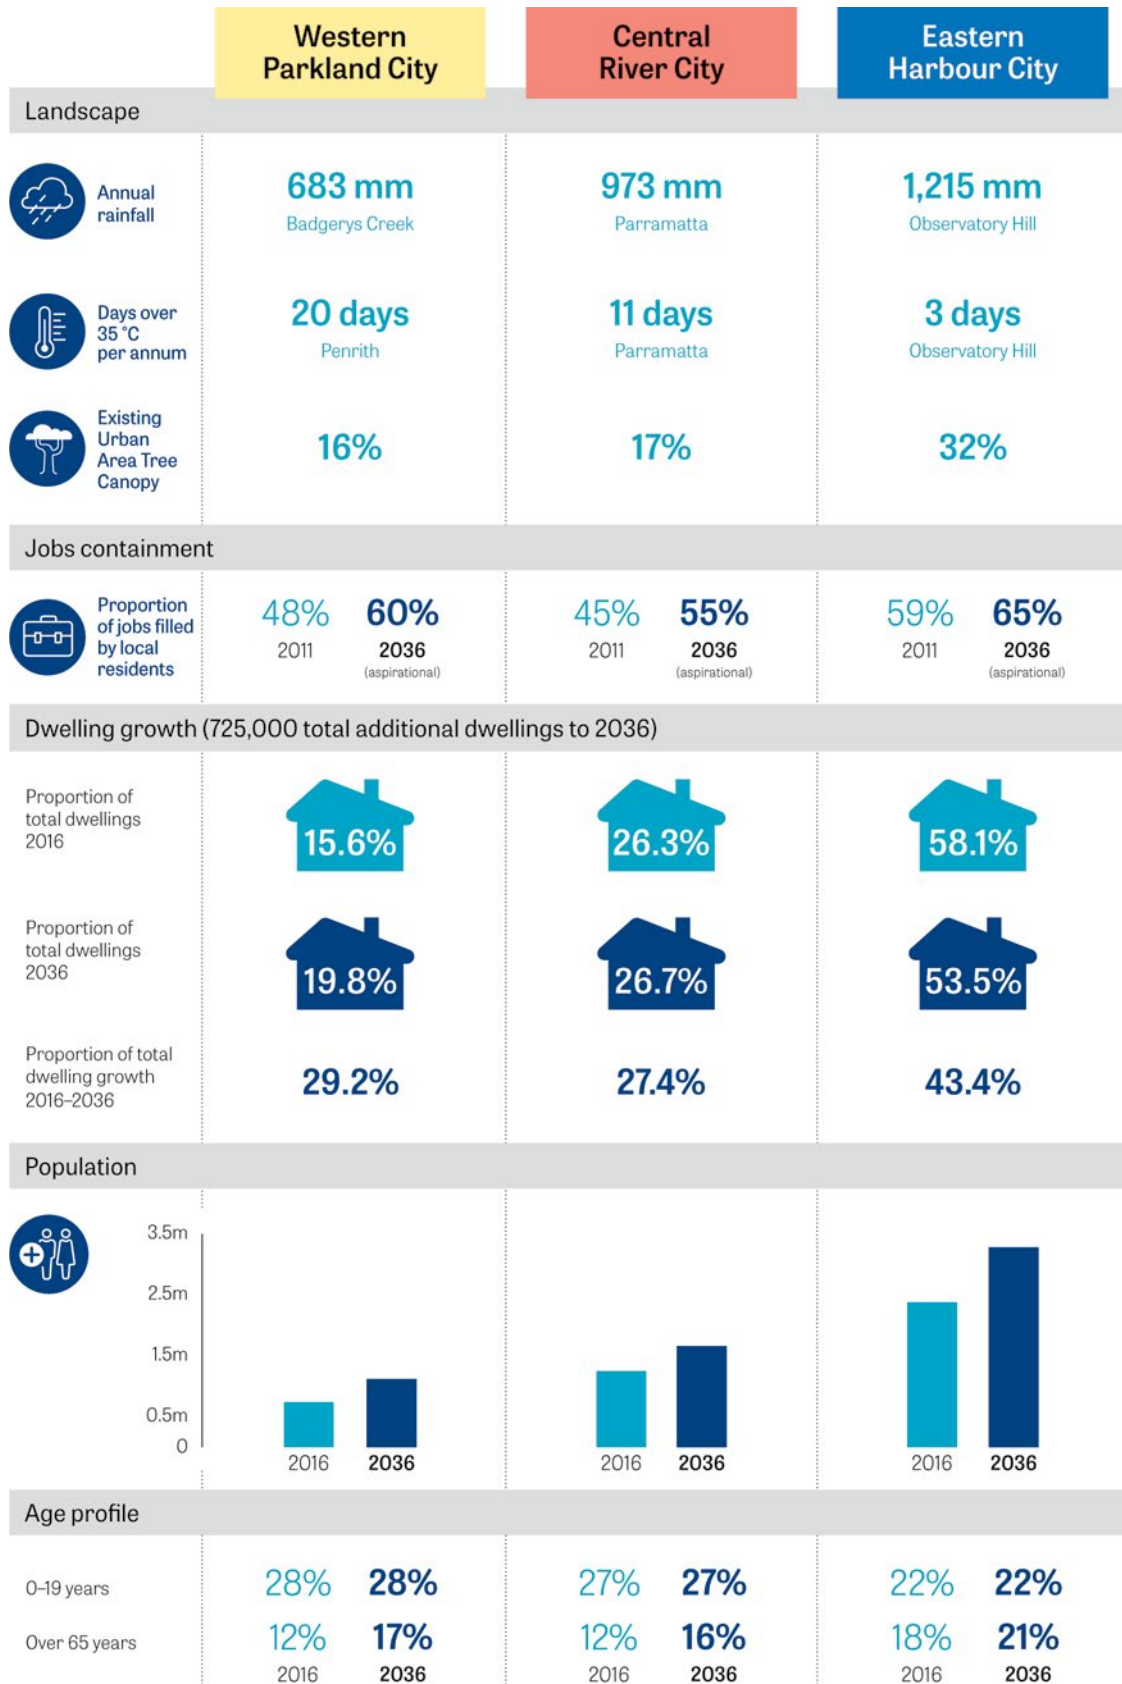 Western
Parkland City
Central
River City
Eastern
Harbour City
Landscape
Annual
rainfall
683 mm
Badgerys Creek
973 mm
Parramatta
1,215 mm
Observatory Hill
Days over
35 °C
per annum
20 days
Penrith
11 days
Parramatta
3 days
Observatory Hill
Existing
Urban
Area Tree
Canopy
16%
17%
32%
Jobs containment
Proportion
of jobs filled
by local
residents
48% 60%
2011 2036
(aspirational)
45% 55%
2011 2036
(aspirational)
59% 65%
2011 2036
(aspirational)
Dwelling growth (725,000 total additional dwellings to 2036)
Proportion of
total dwellings
2016
15.6%
26.3%
58.1%
Proportion of
total dwellings
2036
19.8%
26.7%
53.5%
Proportion of total
dwelling growth
2016–2036
29.2%
27.4%
43.4%
Population
3.5m
2.5m
1.5m
0.5m
0
2016 2036
2016 2036
2016 2036
Age profile
0–19 years
28% 28%
27% 27%
22% 22%
Over 65 years
12% 17%
12% 16%
18% 21%
2016 2036
2016 2036
2016 2036